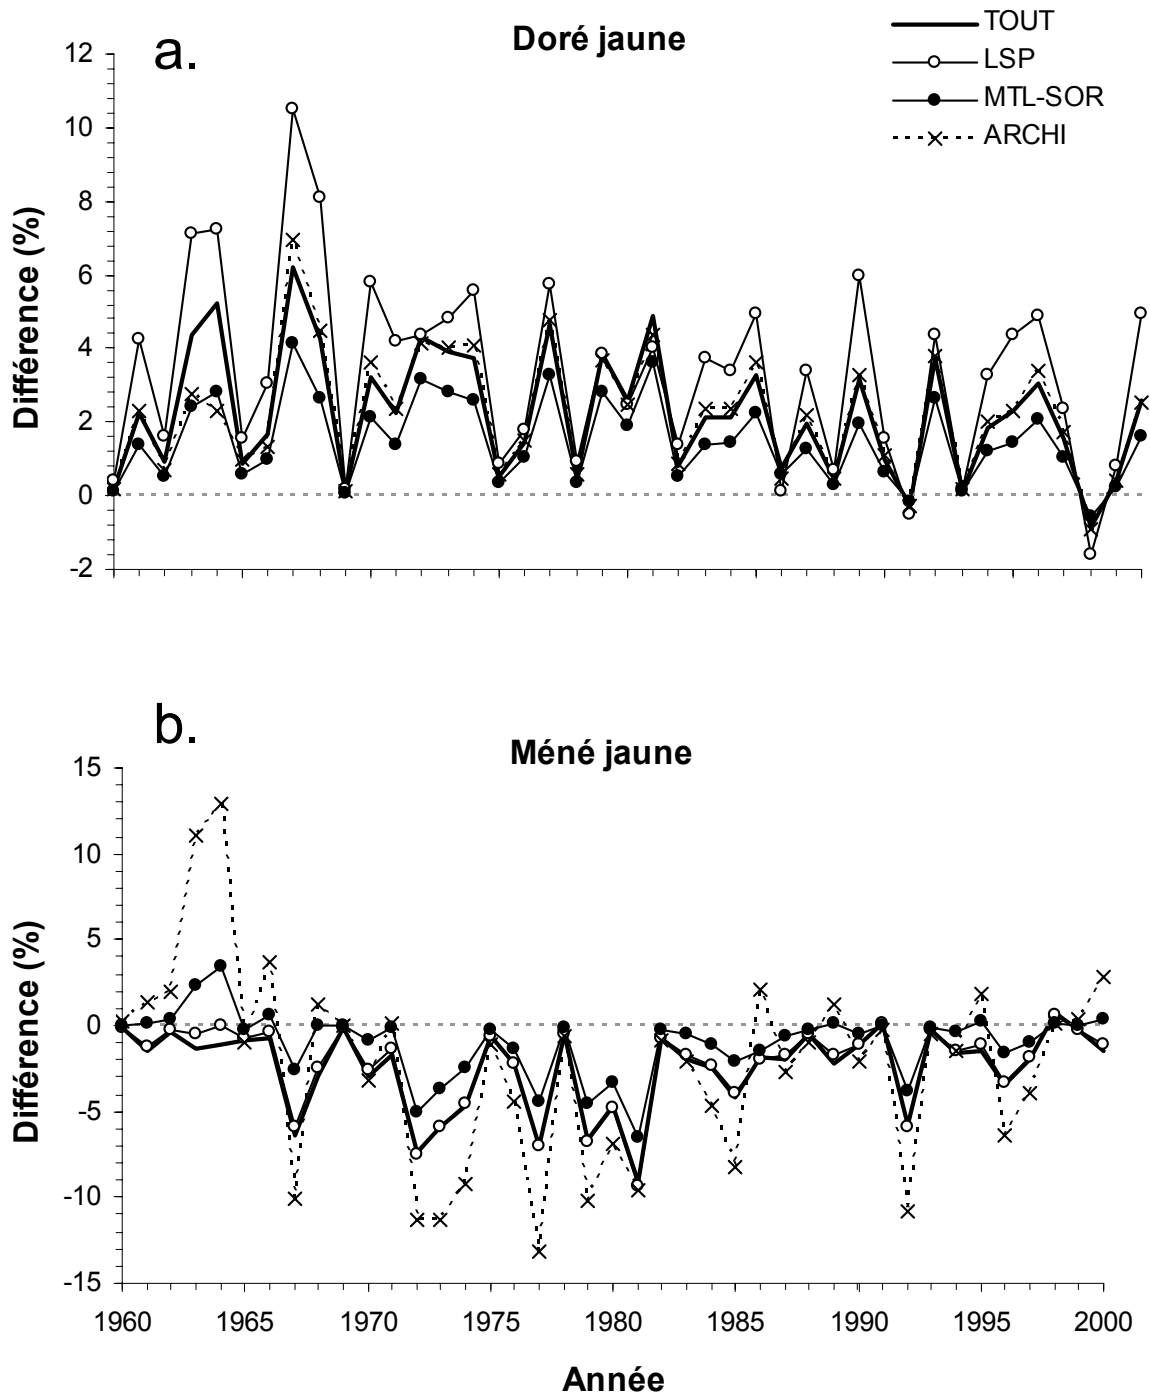 a.
Doré jaune
TOUT
LSP
MTL-SOR
ARCHI
Différence (%)
12
10
8
6
4
2
0
-2
b.
Méné jaune
Différence (%)
15
10
5
0
-5
-10
-15
1960 1965 1970 1975 1980 1985 1990 1995 2000
Année